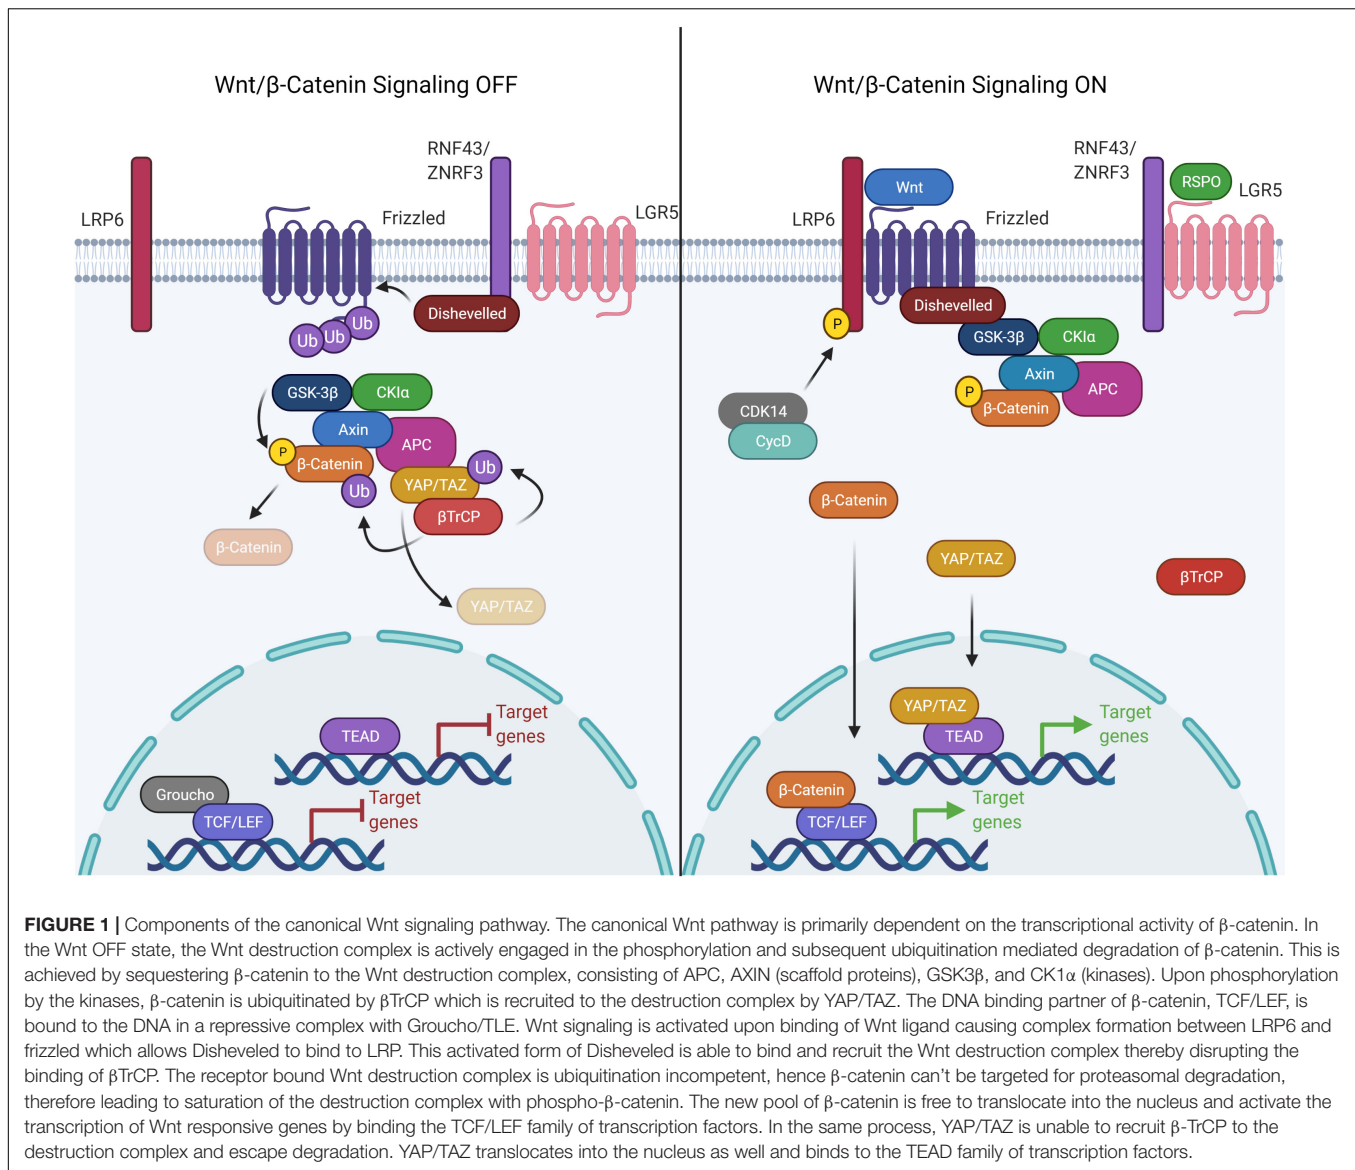 Wnt/β-Catenin Signaling OFF
LRP6
Frizzled
RNF43/
ZNRF3
LGR5
Dishevelled
Ub
Ub
Ub
GSK-3β
CKIα
Axin
APC
P
β-Catenin
Ub
YAP/TAZ
Ub
βTrCP
β-Catenin
YAP/TAZ
TEAD
Target
genes
Groucho
TCF/LEF
Target
genes
Wnt/β-Catenin Signaling ON
LRP6
Wnt
Frizzled
RNF43/
ZNRF3
RSPO
LGR5
Dishevelled
P
GSK-3β
CKIα
Axin
APC
P
β-Catenin
CDK14
CycD
β-Catenin
YAP/TAZ
βTrCP
YAP/TAZ
TEAD
Target
genes
β-Catenin
TCF/LEF
Target
genes
FIGURE 1 | Components of the canonical Wnt signaling pathway. The canonical Wnt pathway is primarily dependent on the transcriptional activity of β-catenin. In
the Wnt OFF state, the Wnt destruction complex is actively engaged in the phosphorylation and subsequent ubiquitination mediated degradation of β-catenin. This is
achieved by sequestering β-catenin to the Wnt destruction complex, consisting of APC, AXIN (scaffold proteins), GSK3β, and CK1α (kinases). Upon phosphorylation
by the kinases, β-catenin is ubiquitinated by βTrCP which is recruited to the destruction complex by YAP/TAZ. The DNA binding partner of β-catenin, TCF/LEF, is
bound to the DNA in a repressive complex with Groucho/TLE. Wnt signaling is activated upon binding of Wnt ligand causing complex formation between LRP6 and
frizzled which allows Disheveled to bind to LRP. This activated form of Disheveled is able to bind and recruit the Wnt destruction complex thereby disrupting the
binding of βTrCP. The receptor bound Wnt destruction complex is ubiquitination incompetent, hence β-catenin can't be targeted for proteasomal degradation,
therefore leading to saturation of the destruction complex with phospho-β-catenin. The new pool of β-catenin is free to translocate into the nucleus and activate the
transcription of Wnt responsive genes by binding the TCF/LEF family of transcription factors. In the same process, YAP/TAZ is unable to recruit β-TrCP to the
destruction complex and escape degradation. YAP/TAZ translocates into the nucleus as well and binds to the TEAD family of transcription factors.